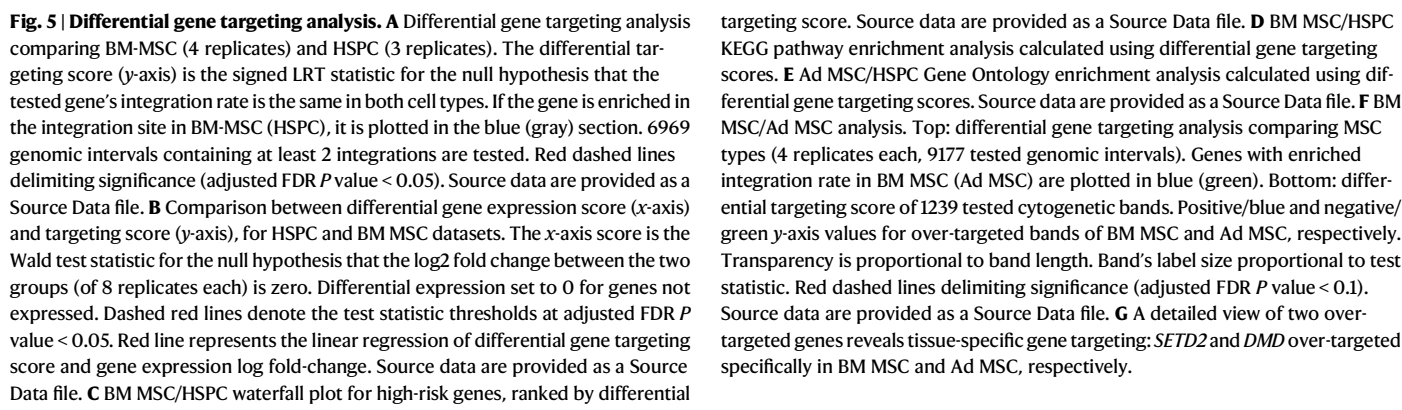 Fig. 5 | Differential gene targeting analysis. A Differential gene targeting analysis
comparing BM-MSC (4 replicates) and HSPC (3 replicates). The differential tar-
geting score (y-axis) is the signed LRT statistic for the null hypothesis that the
tested gene's integration rate is the same in both cell types. If the gene is enriched in
the integration site in BM-MSC (HSPC), it is plotted in the blue (gray) section. 6969
genomic intervals containing at least 2 integrations are tested. Red dashed lines
delimiting significance (adjusted FDR P value < 0.05). Source data are provided as a
Source Data file. B Comparison between differential gene expression score (x-axis)
and targeting score (y-axis), for HSPC and BM MSC datasets. The x-axis score is the
Wald test statistic for the null hypothesis that the log2 fold change between the two
groups (of 8 replicates each) is zero. Differential expression set to 0 for genes not
expressed. Dashed red lines denote the test statistic thresholds at adjusted FDR P
value < 0.05. Red line represents the linear regression of differential gene targeting
score and gene expression log fold-change. Source data are provided as a Source
Data file. C BM MSC/HSPC waterfall plot for high-risk genes, ranked by differential
targeting score. Source data are provided as a Source Data file. D BM MSC/HSPC
KEGG pathway enrichment analysis calculated using differential gene targeting
scores. E Ad MSC/HSPC Gene Ontology enrichment analysis calculated using dif-
ferential gene targeting scores. Source data are provided as a Source Data file. F BM
MSC/Ad MSC analysis. Top: differential gene targeting analysis comparing MSC
types (4 replicates each, 9177 tested genomic intervals). Genes with enriched
integration rate in BM MSC (Ad MSC) are plotted in blue (green). Bottom: differ-
ential targeting score of 1239 tested cytogenetic bands. Positive/blue and negative/
green y-axis values for over-targeted bands of BM MSC and Ad MSC, respectively.
Transparency is proportional to band length. Band's label size proportional to test
statistic. Red dashed lines delimiting significance (adjusted FDR P value < 0.1).
Source data are provided as a Source Data file. G A detailed view of two over-
targeted genes reveals tissue-specific gene targeting: SETD2 and DMD over-targeted
specifically in BM MSC and Ad MSC, respectively.